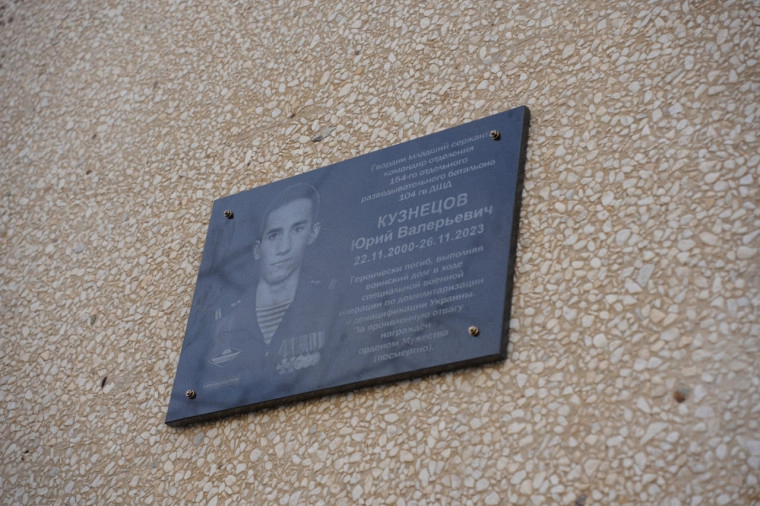 Гвардии младший сержант
командир отделения
154-го отдельного
разведывательного батальона
104 гв ДШД
КУЗНЕЦОВ
Юрий Валерьевич
22.11.2000-26.11.2023
Героически погиб, выполняя
воинский долг в ходе
специальной военной
операции по демилитаризации
и денацификации Украины.
За проявленную отвагу
награждён
орденом Мужества
(посмертно).